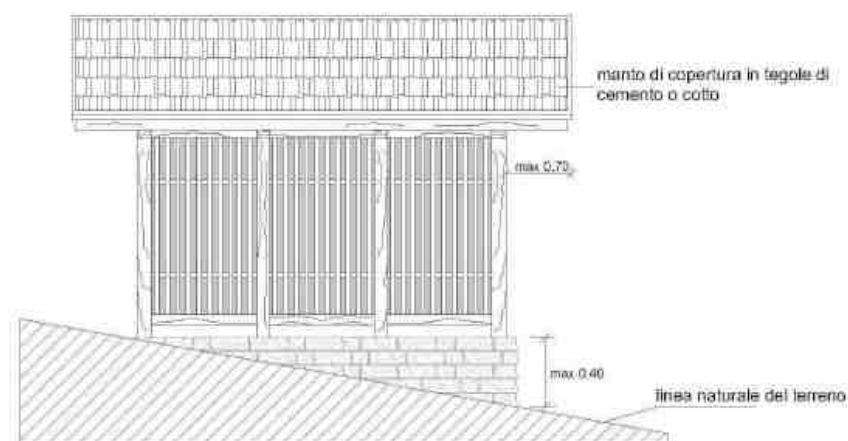 manto di copertura in tegole di
cemento o cotto
max 0.70
max 0.40
linea naturale del terreno